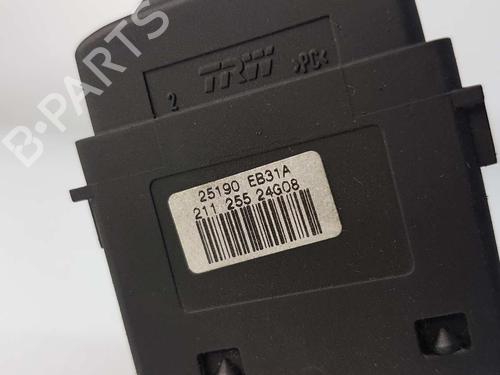 2 TRW >PC<
25190 EB31A
211 255 24G08
B-PARTS